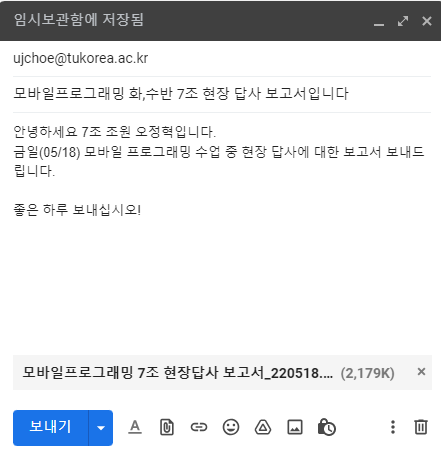 임시보관함에 저장됨
ujchoe@tukorea.ac.kr
모바일프로그래밍 화,수반 7조 현장 답사 보고서입니다
안녕하세요 7조 조원 오정혁입니다.
금일(05/18) 모바일 프로그래밍 수업 중 현장 답사에 대한 보고서 보내드
립니다.
좋은 하루 보내십시오!
모바일프로그래밍 7조 현장답사 보고서_220518.... (2,179K)
보내기